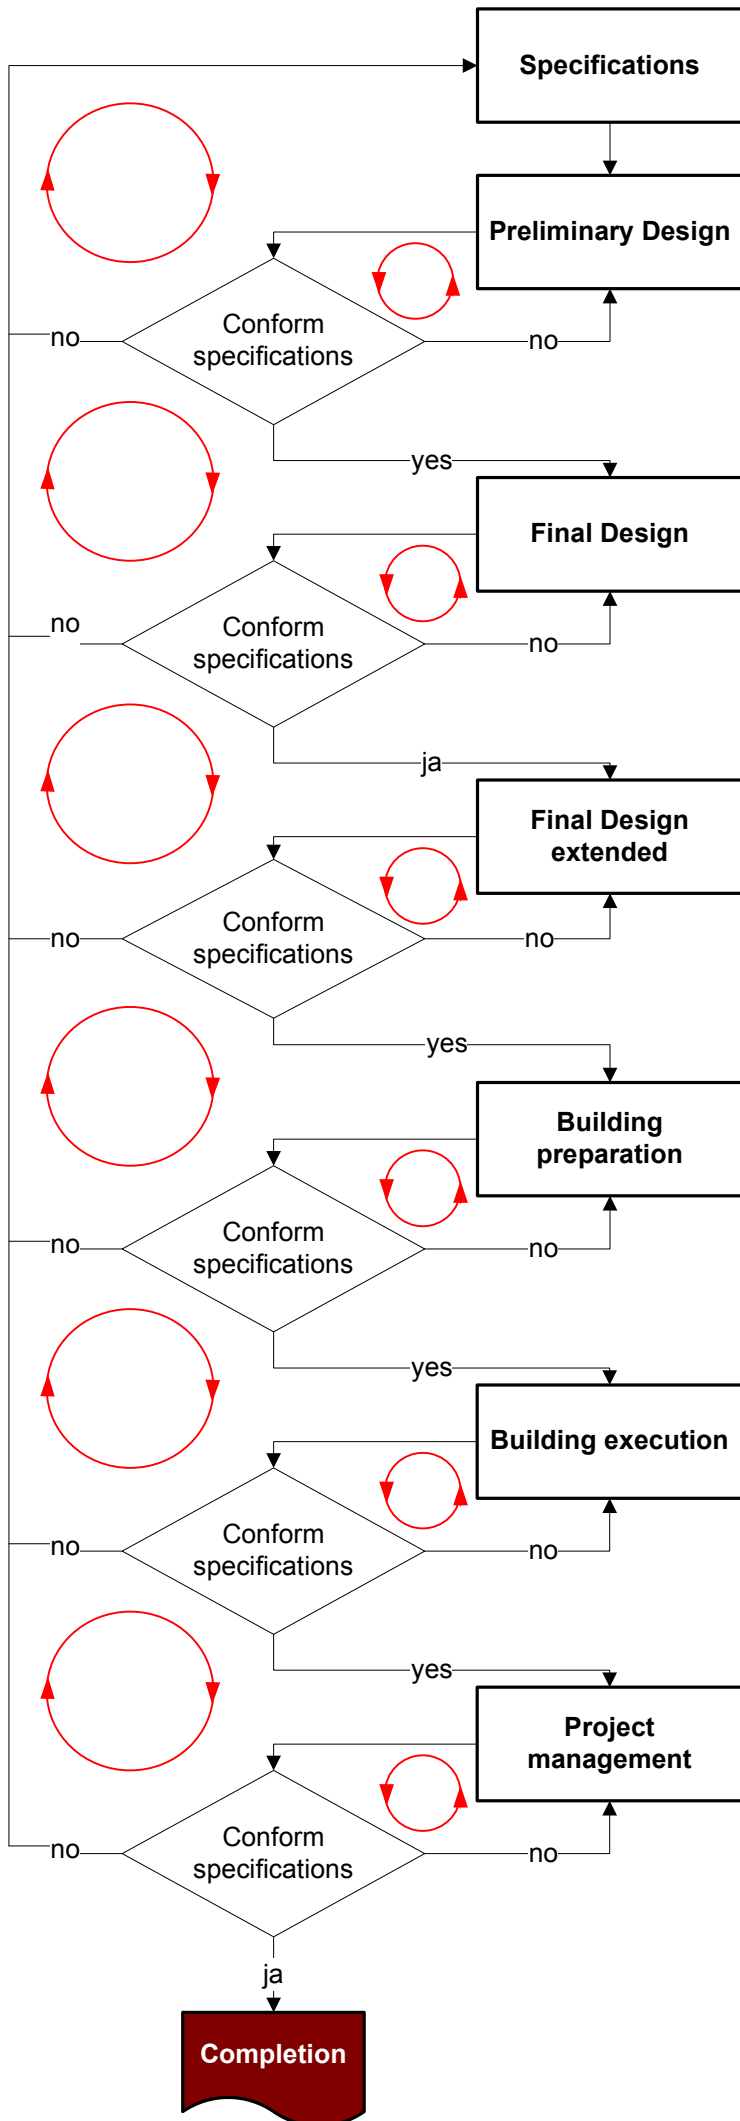 Specifications
Preliminary Design
Conform
specifications
no
no
yes
Final Design
Conform
specifications
no
no
ja
Final Design
extended
Conform
specifications
no
no
yes
Building
preparation
Conform
specifications
no
no
yes
Building execution
Conform
specifications
no
no
yes
Project
management
Conform
specifications
no
no
ja
Completion